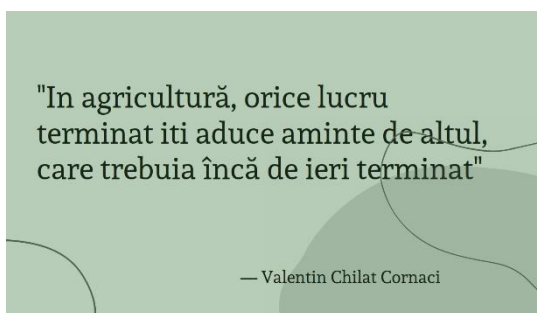 "In agricultură, orice lucru
terminat iti aduce aminte de altul,
care trebuia încă de ieri terminat"
— Valentin Chilat Cornaci